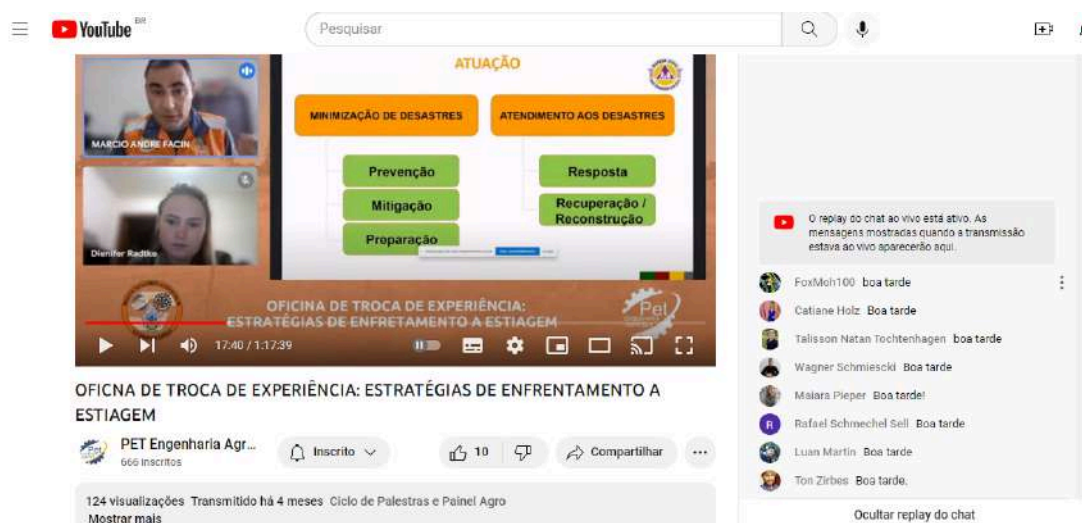 YouTube BR
Pesquisar
MARCIO ANDRE FACIN
Dienifer Radtke
ATUAÇÃO
MINIMIZAÇÃO DE DESASTRES
ATENDIMENTO AOS DESASTRES
Prevenção
Resposta
Mitigação
Recuperação /
Reconstrução
Preparação
OFICINA DE TROCA DE EXPERIÊNCIA:
ESTRATÉGIAS DE ENFRETAMENTO A ESTIAGEM
Pet
17:40 / 1:17:39
OFICNA DE TROCA DE EXPERIÊNCIA: ESTRATÉGIAS DE ENFRENTAMENTO A
ESTIAGEM
PET Engenharia Agr...
666 inscritos
Inscrito
10
Compartilhar
124 visualizações Transmitido há 4 meses Ciclo de Palestras e Painel Agro
Mostrar mais
O replay do chat ao vivo está ativo. As
mensagens mostradas quando a transmissão
estava ao vivo aparecerão aqui.
FoxMoh100 boa tarde
Catiane Holz Boa tarde
Talisson Natan Tochtenhagen boa tarde
Wagner Schmiescki Boa tarde
Maiara Pieper Boa tarde!
R
Rafael Schmechel Sell Boa tarde
Luan Martin Boa tarde
Ton Zirbes Boa tarde.
Ocultar replay do chat